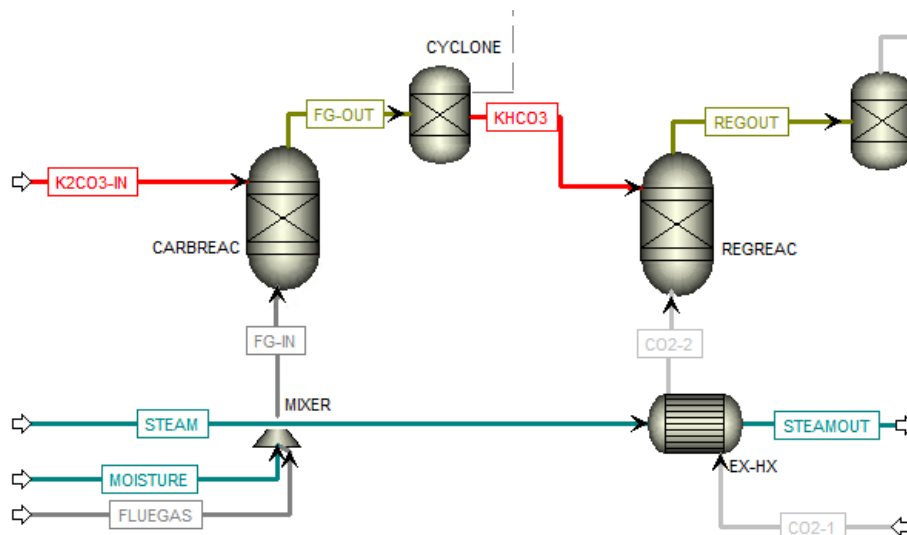 CYCLONE
FG-OUT
KHCO3
REGOUT
K2CO3-IN
CARBREAC
REGREAC
FG-IN
CO2-2
MIXER
STEAM
STEAMOUT
EX-HX
MOISTURE
FLUEGAS
CO2-1